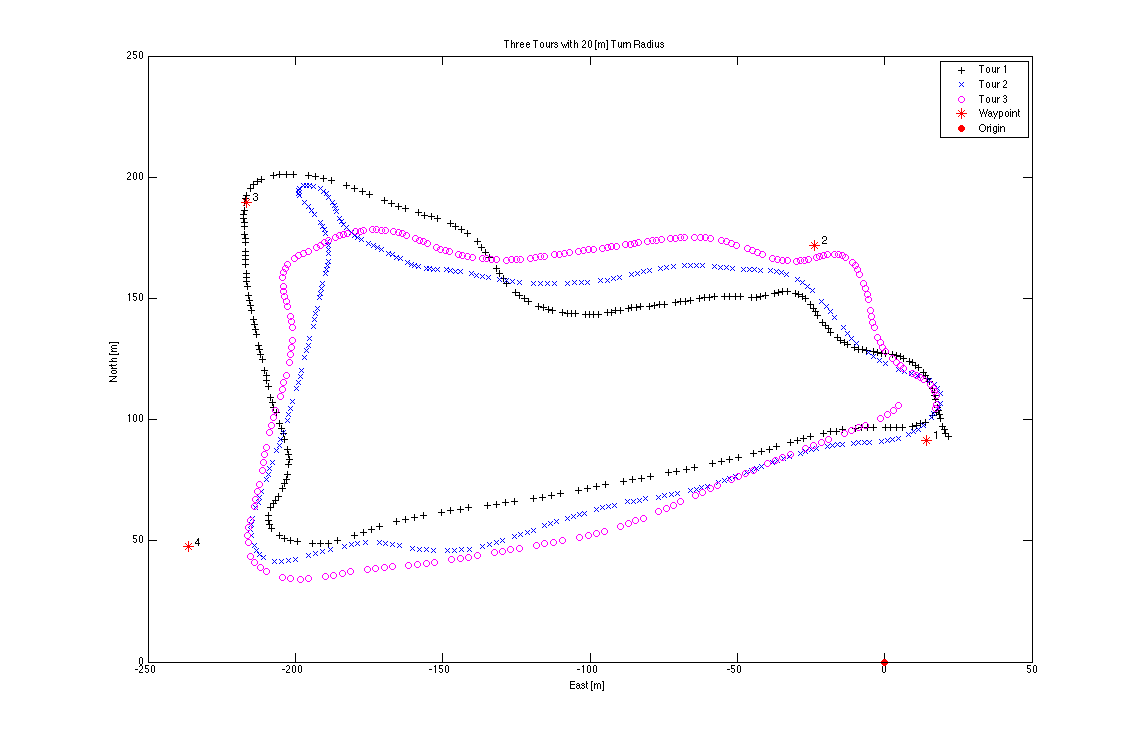 Three Tours with 20 [m] Turn Radius
250
Tour 1
Tour 2
Tour 3
Waypoint
Origin
200
3
2
150
North [m]
100
1
50
4
0
-250
-200
-150
-100
-50
0
50
East [m]